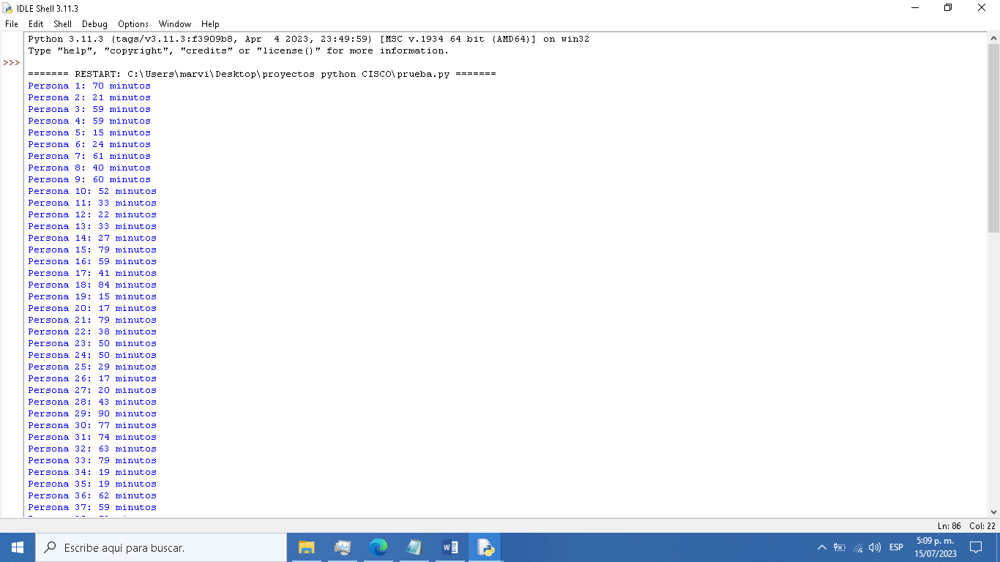 IDLE Shell 3.11.3
File Edit Shell Debug Options Window Help
Python 3.11.3 (tags/v3.11.3:f3909b8, Apr  4 2023, 23:49:59) [MSC v.1934 64 bit (AMD64)] on win32
Type "help", "copyright", "credits" or "license()" for more information.
>>>
======= RESTART: C:\Users\marvi\Desktop\proyectos python CISCO\prueba.py =======
Persona 1: 70 minutos
Persona 2: 21 minutos
Persona 3: 59 minutos
Persona 4: 59 minutos
Persona 5: 15 minutos
Persona 6: 24 minutos
Persona 7: 61 minutos
Persona 8: 40 minutos
Persona 9: 60 minutos
Persona 10: 52 minutos
Persona 11: 33 minutos
Persona 12: 22 minutos
Persona 13: 33 minutos
Persona 14: 27 minutos
Persona 15: 79 minutos
Persona 16: 59 minutos
Persona 17: 41 minutos
Persona 18: 84 minutos
Persona 19: 15 minutos
Persona 20: 17 minutos
Persona 21: 79 minutos
Persona 22: 38 minutos
Persona 23: 50 minutos
Persona 24: 50 minutos
Persona 25: 29 minutos
Persona 26: 17 minutos
Persona 27: 20 minutos
Persona 28: 43 minutos
Persona 29: 90 minutos
Persona 30: 77 minutos
Persona 31: 74 minutos
Persona 32: 63 minutos
Persona 33: 79 minutos
Persona 34: 19 minutos
Persona 35: 19 minutos
Persona 36: 62 minutos
Persona 37: 59 minutos
Ln: 86 Col: 22
Escribe aquí para buscar.
ESP
5:09 p. m.
15/07/2023